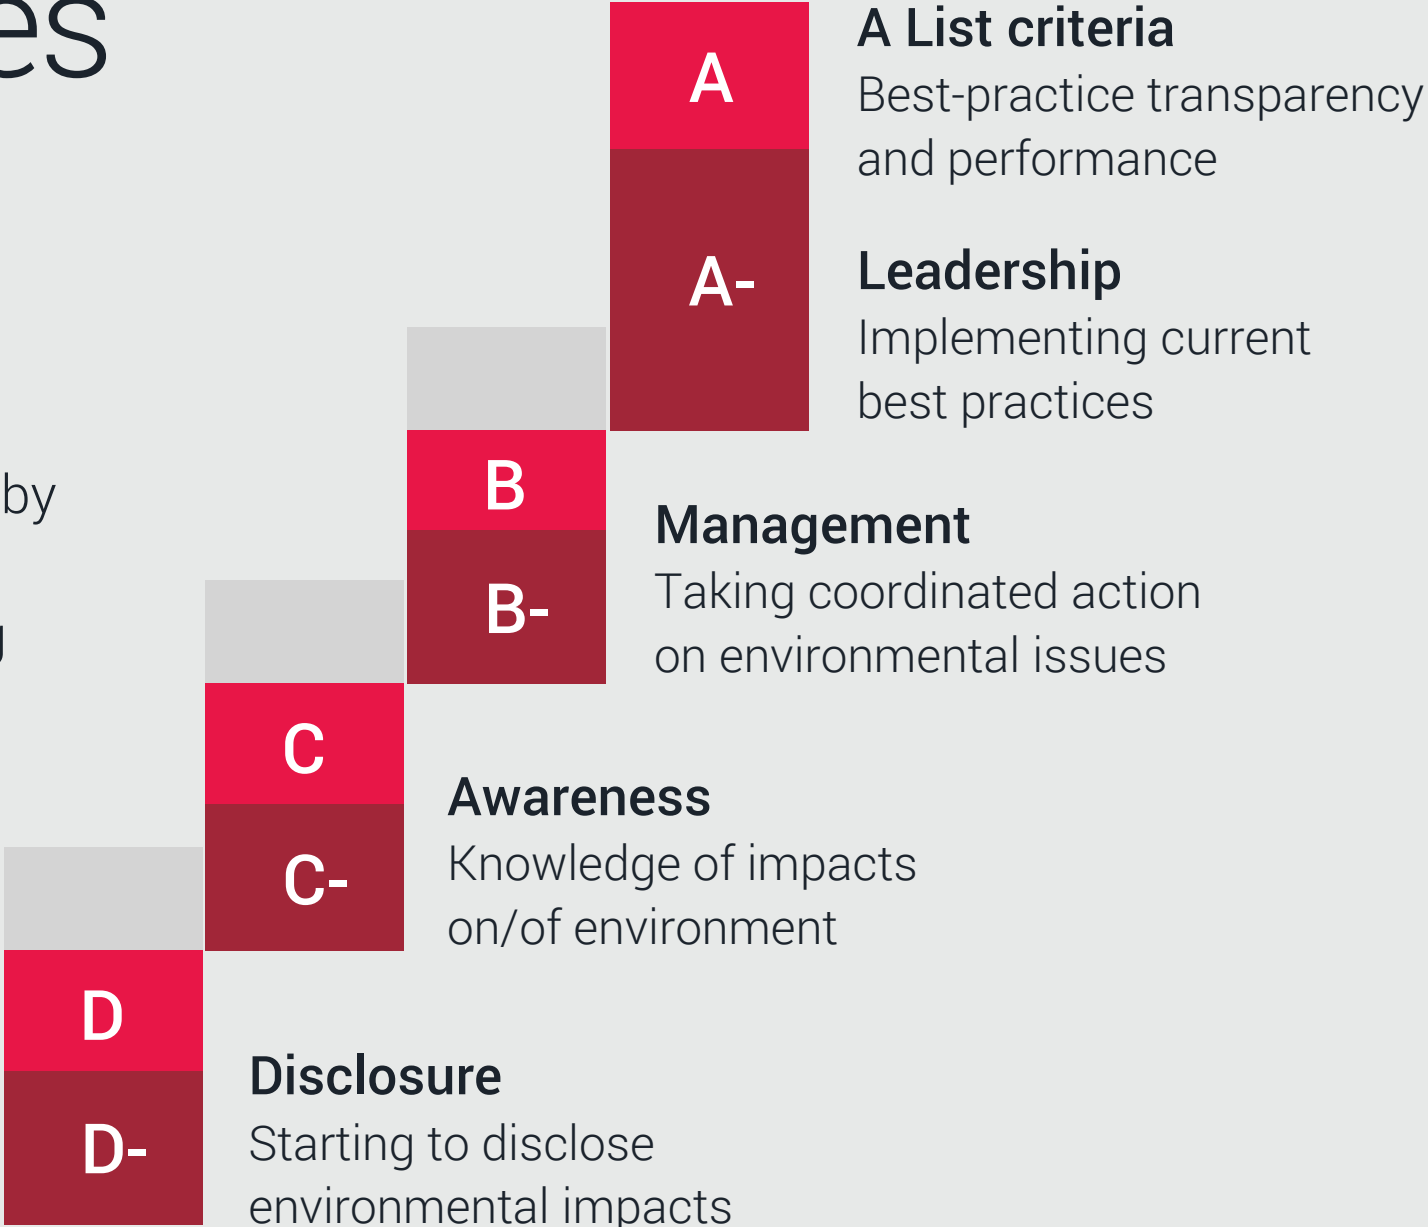 es
A
A List criteria
Best-practice transparency
and performance
A-
Leadership
Implementing current
best practices
by
g
B
B-
Management
Taking coordinated action
on environmental issues
C
C-
Awareness
Knowledge of impacts
on/of environment
D
D-
Disclosure
Starting to disclose
environmental impacts